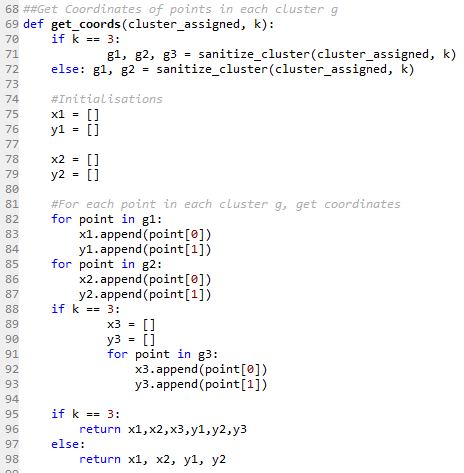 68 ##Get Coordinates of points in each cluster g
69 def get_coords(cluster_assigned, k):
70     if k == 3:
71             g1, g2, g3 = sanitize_cluster(cluster_assigned, k)
72     else: g1, g2 = sanitize_cluster(cluster_assigned, k)
73
74     #Initialisations
75     x1 = []
76     y1 = []
77
78     x2 = []
79     y2 = []
80
81     #For each point in each cluster g, get coordinates
82     for point in g1:
83         x1.append(point[0])
84         y1.append(point[1])
85     for point in g2:
86         x2.append(point[0])
87         y2.append(point[1])
88     if k == 3:
89             x3 = []
90             y3 = []
91             for point in g3:
92                 x3.append(point[0])
93                 y3.append(point[1])
94
95     if k == 3:
96         return x1,x2,x3,y1,y2,y3
97     else:
98         return x1, x2, y1, y2